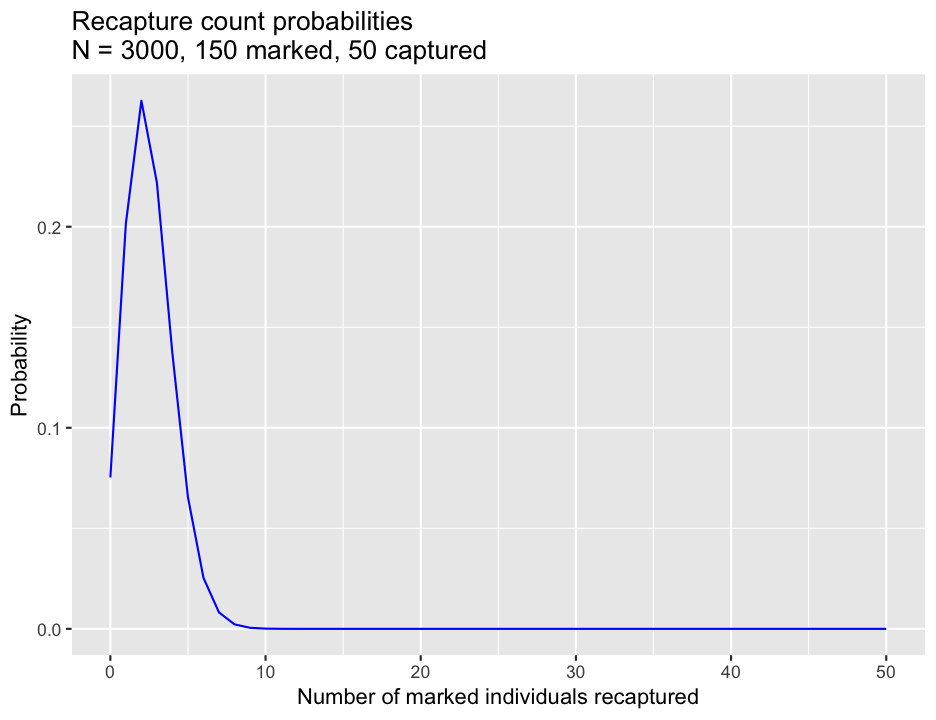 Recapture count probabilities
N = 3000, 150 marked, 50 captured
Probability
0.2
0.1
0.0
0 10 20 30 40 50
Number of marked individuals recaptured